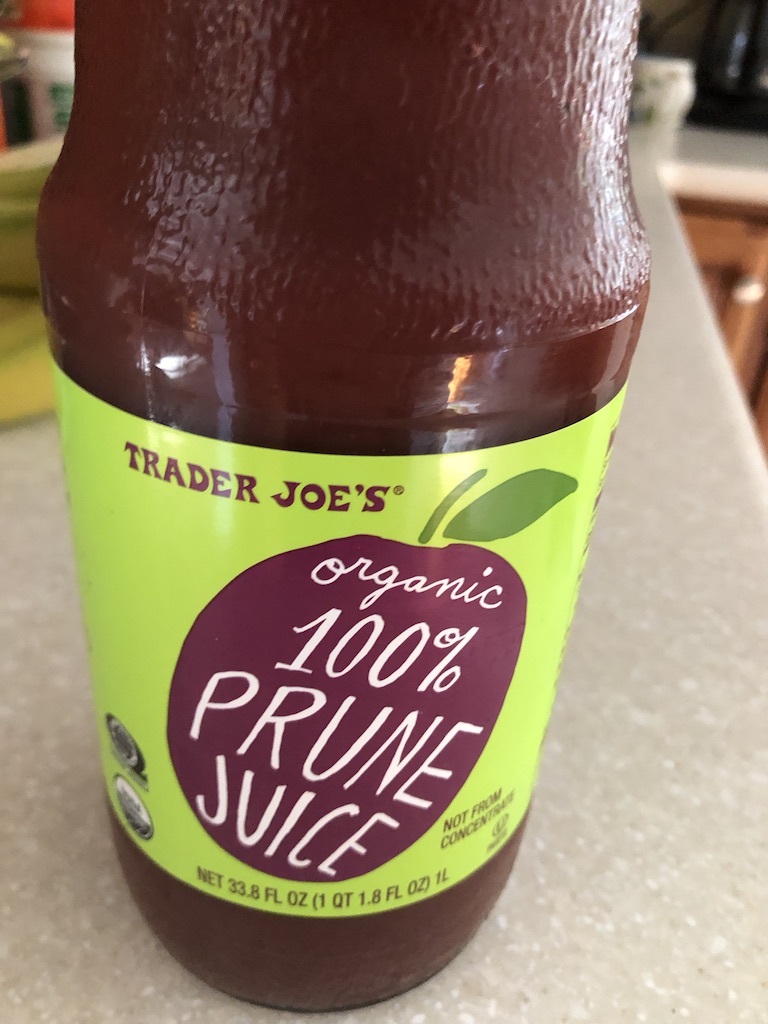 TRADER JOE'S®
organic
100%
PRUNE
JUICE
NOT FROM
CONCENTRATE
NET 33.8 FL OZ (1 QT 1.8 FL OZ) 1L